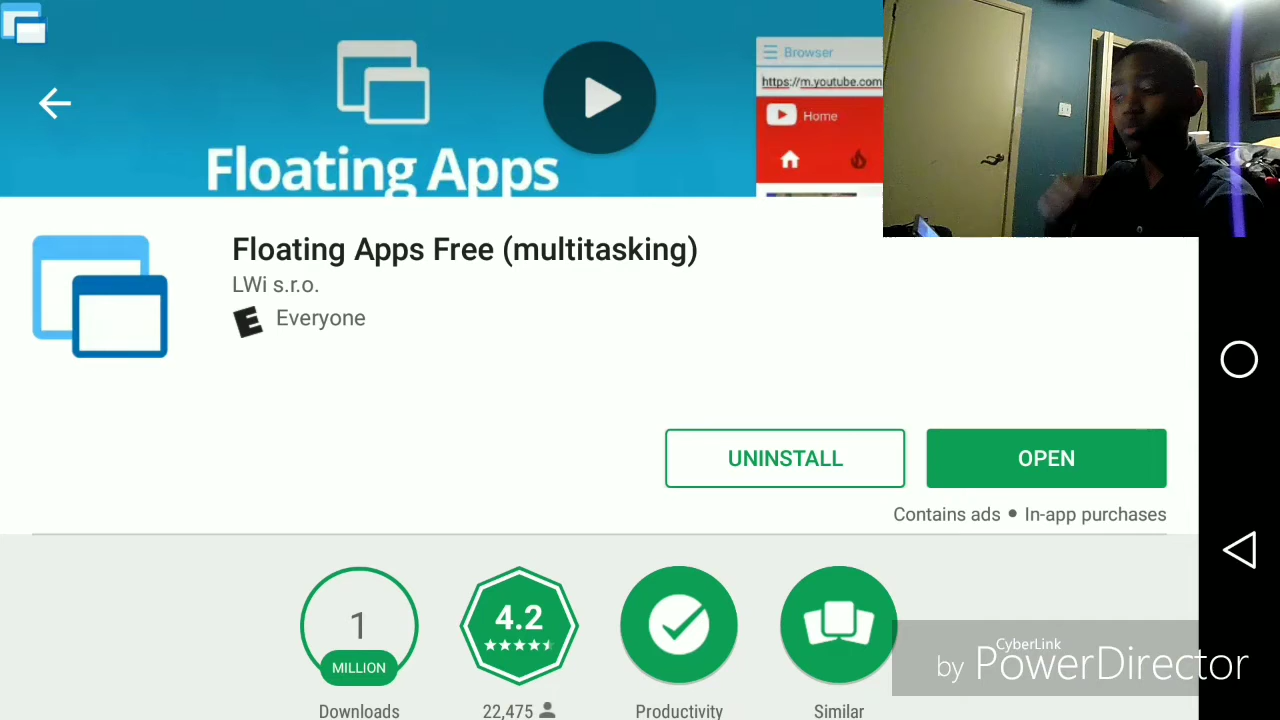 Floating Apps
Browser
https://m.youtube.com
Home
Floating Apps Free (multitasking)
LWi s.r.o.
E Everyone
UNINSTALL
OPEN
Contains ads • In-app purchases
1
MILLION
Downloads
4.2
22,475
Productivity
Similar
CyberLink
by PowerDirector